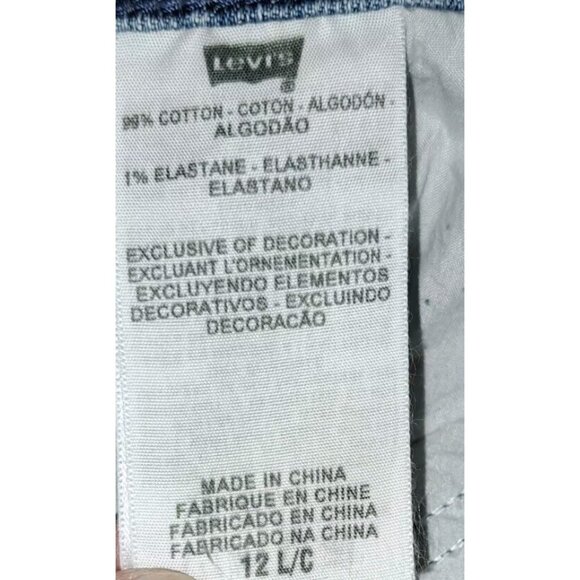 Levi's
®
99% COTTON - COTON - ALGODÓN -
ALGODÃO
1% ELASTANE - ELASTHANNE -
ELASTANO
EXCLUSIVE OF DECORATION -
EXCLUANT L'ORNEMENTATION -
EXCLUYENDO ELEMENTOS
DECORATIVOS - EXCLUINDO
DECORACÃO
MADE IN CHINA
FABRIQUE EN CHINE
FABRICADO EN CHINA
FABRICADO NA CHINA
12 L/C